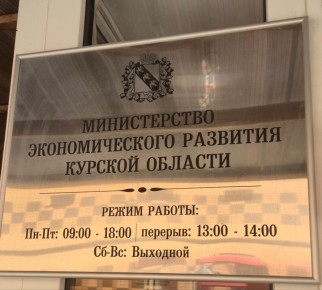 МИНИСТЕРСТВО
ЭКОНОМИЧЕСКОГО РАЗВИТИЯ
КУРСКОЙ ОБЛАСТИ
РЕЖИМ РАБОТЫ:
Пн-Пт: 09:00 - 18:00 перерыв: 13:00 - 14:00
Сб-Вс: Выходной